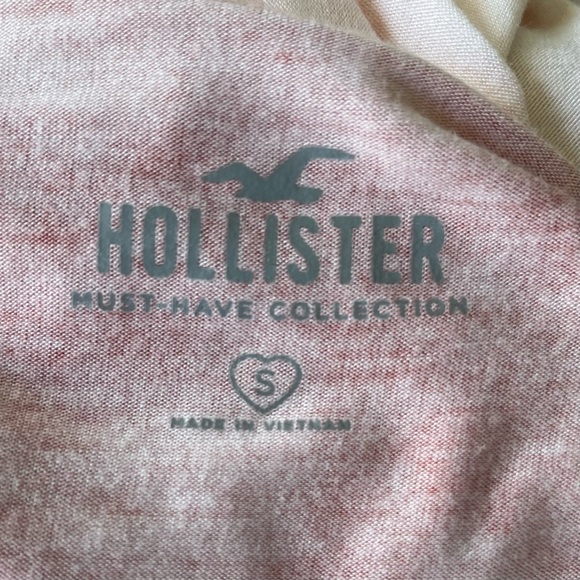 HOLLISTER
MUST-HAVE COLLECTION
S
MADE IN VIETNAM